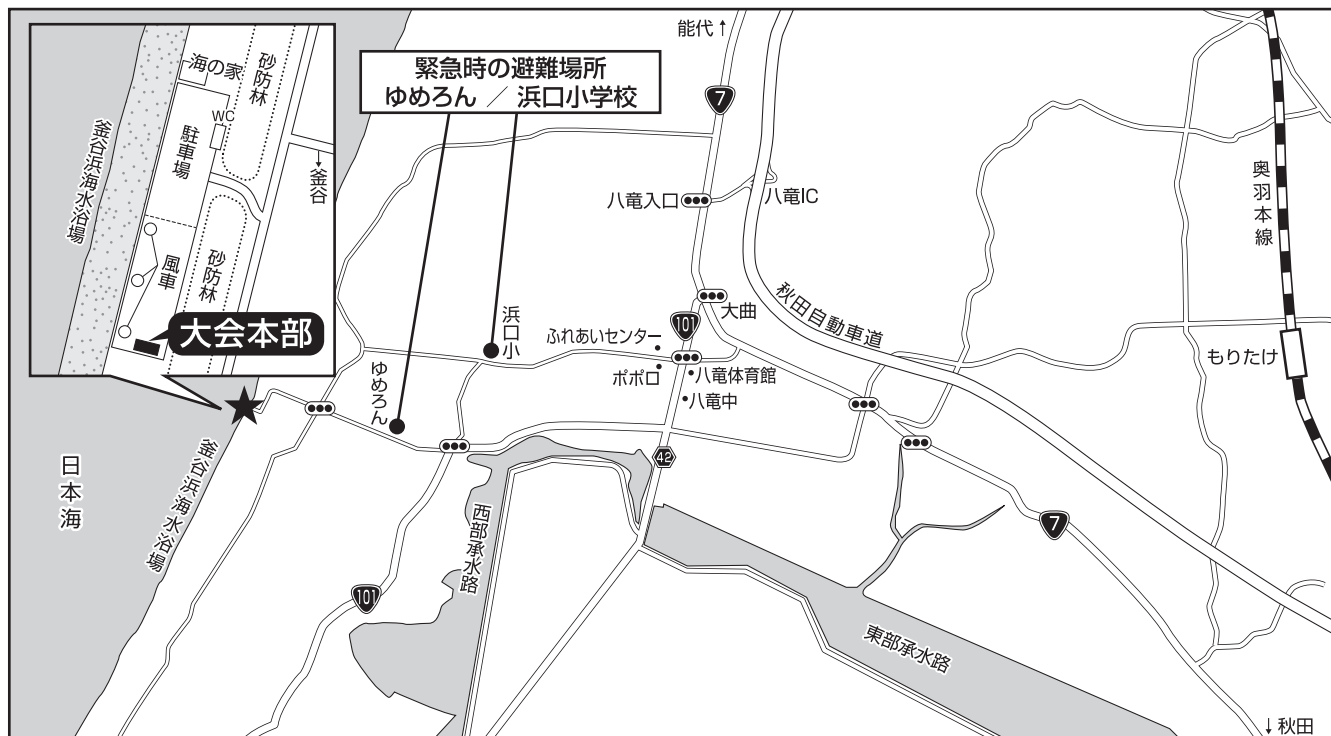 能代↑
緊急時の避難場所
ゆめろん ／ 浜口小学校
海の家
砂防林
WC
駐車場
釜谷浜海水浴場
↓釜谷
風車
砂防林
大会本部
7
八竜入口
八竜IC
奥羽本線
大曲
秋田自動車道
101
浜口小
ふれあいセンター
ポポロ
八竜体育館
八竜中
もりたけ
ゆめろん
42
日本海
釜谷浜海水浴場
西部承水路
7
101
東部承水路
↓秋田